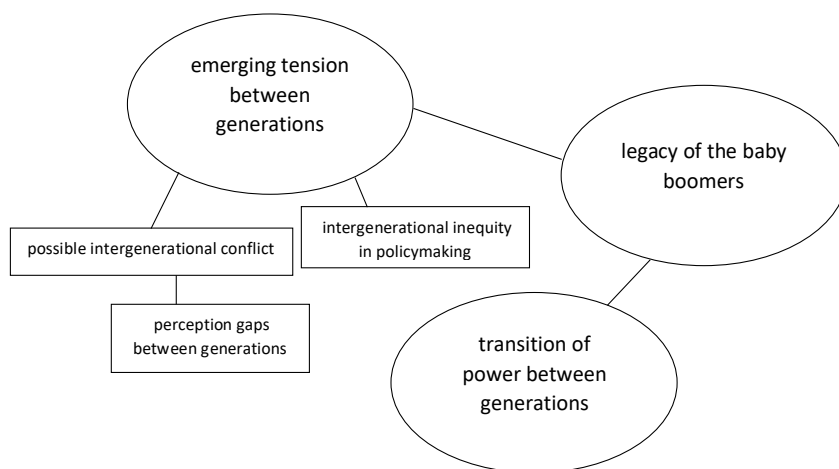 emerging tension
between
generations
legacy of the baby
boomers
possible intergenerational conflict
intergenerational inequity
in policymaking
perception gaps
between generations
transition of
power between
generations